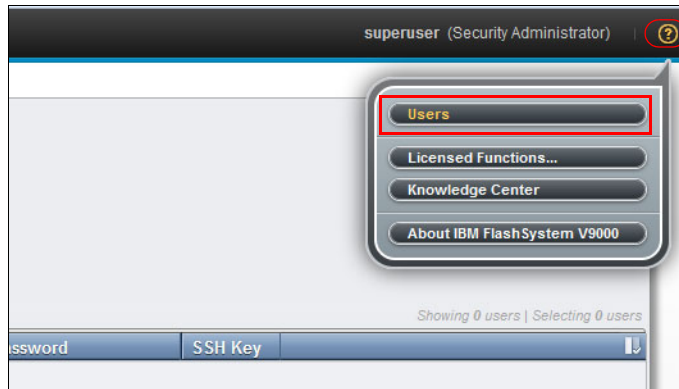 superuser (Security Administrator) | ?
Users
Licensed Functions...
Knowledge Center
About IBM FlashSystem V9000
Showing 0 users | Selecting 0 users
assword SSH Key